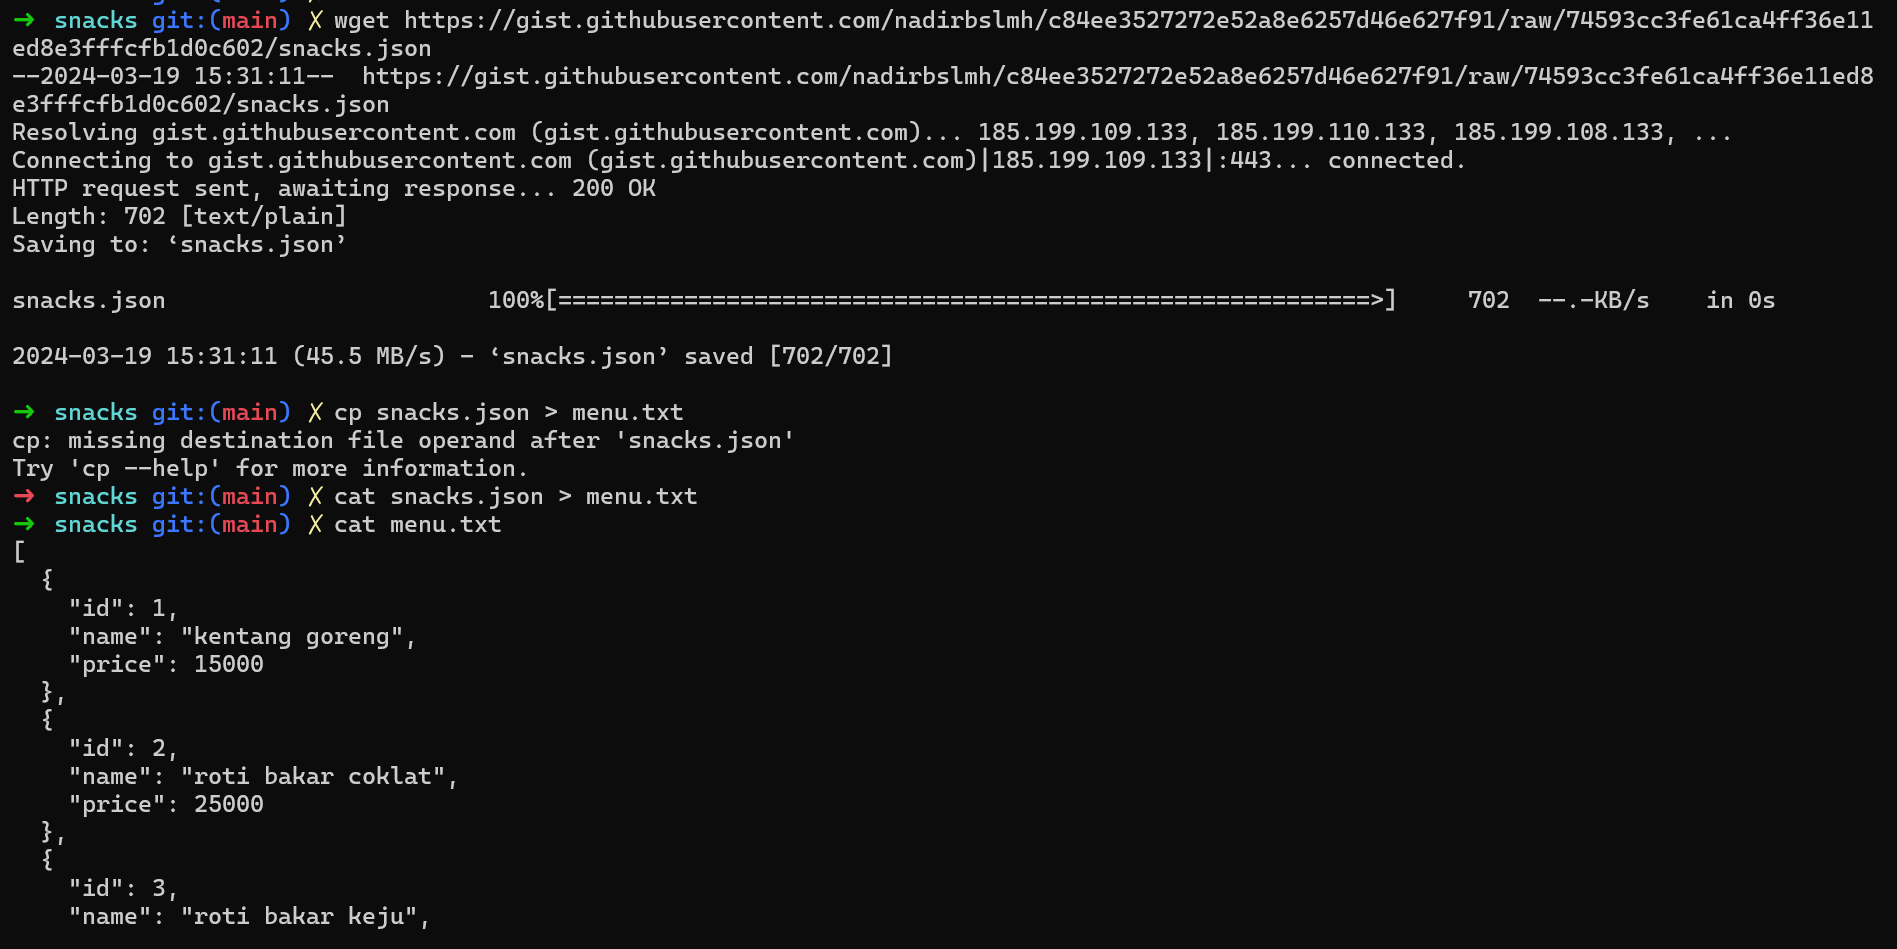 ➜  snacks git:(main) ✗ wget https://gist.githubusercontent.com/nadirbslmh/c84ee3527272e52a8e6257d46e627f91/raw/74593cc3fe61ca4ff36e11
ed8e3fffcfb1d0c602/snacks.json
--2024-03-19 15:31:11--  https://gist.githubusercontent.com/nadirbslmh/c84ee3527272e52a8e6257d46e627f91/raw/74593cc3fe61ca4ff36e11ed8
e3fffcfb1d0c602/snacks.json
Resolving gist.githubusercontent.com (gist.githubusercontent.com)... 185.199.109.133, 185.199.110.133, 185.199.108.133, ...
Connecting to gist.githubusercontent.com (gist.githubusercontent.com)|185.199.109.133|:443... connected.
HTTP request sent, awaiting response... 200 OK
Length: 702 [text/plain]
Saving to: ‘snacks.json’
snacks.json                       100%[==========================================================>]     702  --.-KB/s    in 0s
2024-03-19 15:31:11 (45.5 MB/s) - ‘snacks.json’ saved [702/702]
➜  snacks git:(main) ✗ cp snacks.json > menu.txt
cp: missing destination file operand after 'snacks.json'
Try 'cp --help' for more information.
➜  snacks git:(main) ✗ cat snacks.json > menu.txt
➜  snacks git:(main) ✗ cat menu.txt
[
  {
    "id": 1,
    "name": "kentang goreng",
    "price": 15000
  },
  {
    "id": 2,
    "name": "roti bakar coklat",
    "price": 25000
  },
  {
    "id": 3,
    "name": "roti bakar keju",